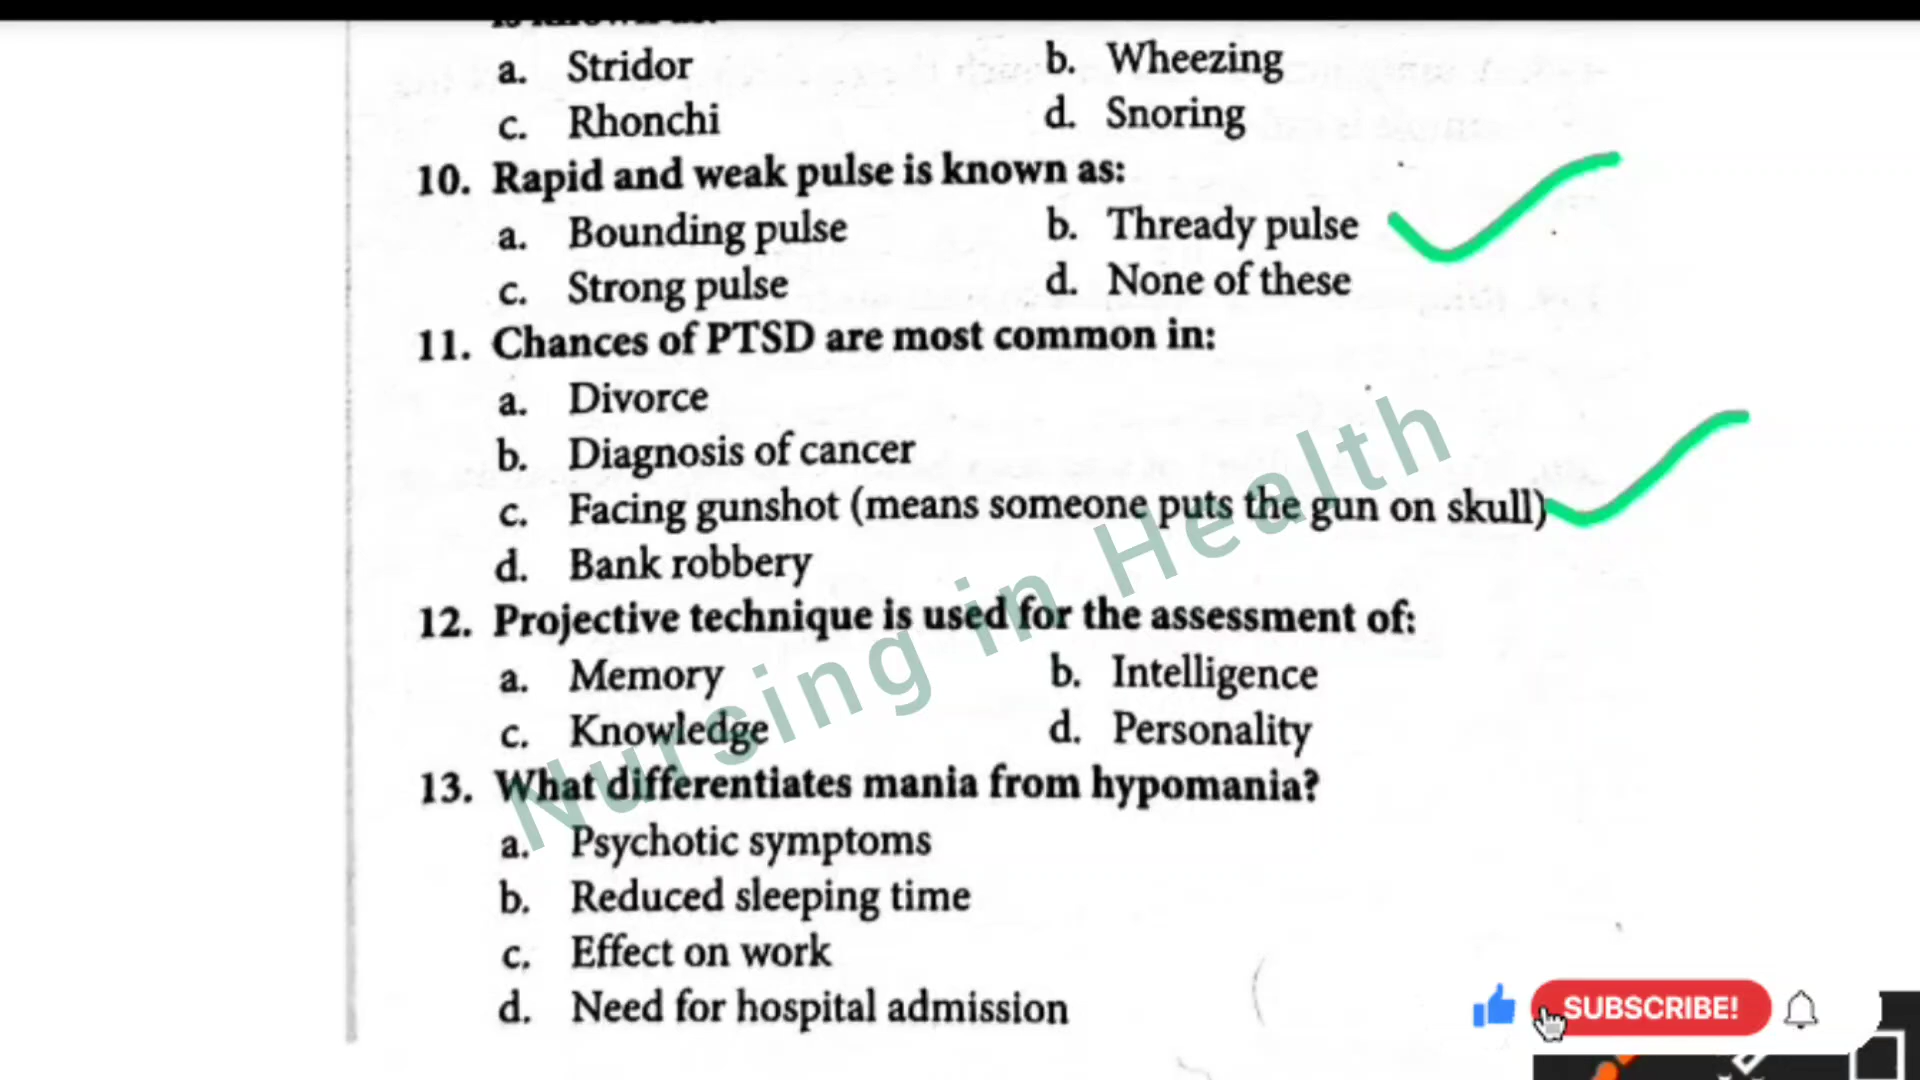 is known as:
a. Stridor b. Wheezing
c. Rhonchi d. Snoring
10. Rapid and weak pulse is known as:
a. Bounding pulse b. Thready pulse
c. Strong pulse d. None of these
11. Chances of PTSD are most common in:
a. Divorce
b. Diagnosis of cancer
c. Facing gunshot (means someone puts the gun on skull)
d. Bank robbery
12. Projective technique is used for the assessment of:
a. Memory b. Intelligence
c. Knowledge d. Personality
13. What differentiates mania from hypomania?
a. Psychotic symptoms
b. Reduced sleeping time
c. Effect on work
d. Need for hospital admission
Nursing in Health
SUBSCRIBE!